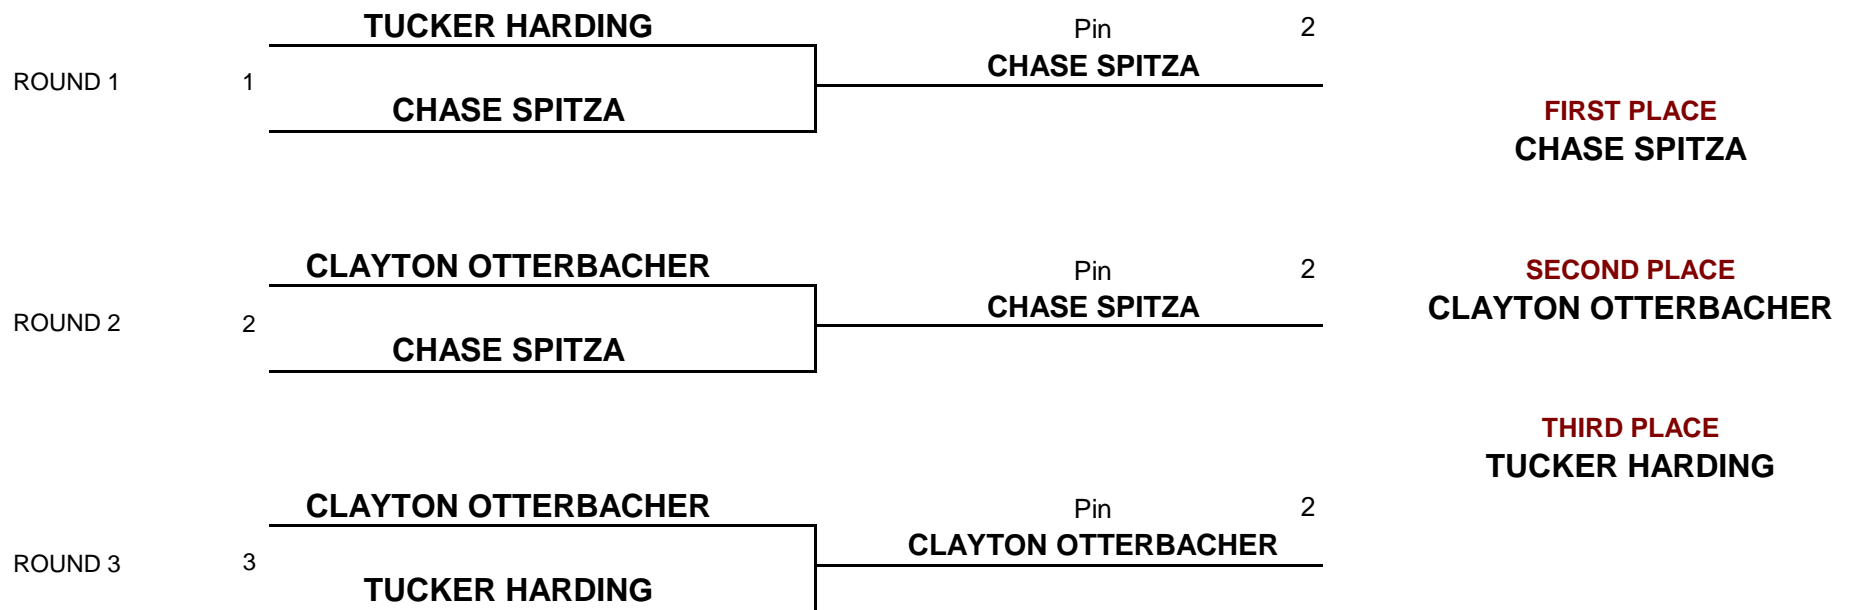 TUCKER HARDING
Pin 2
CHASE SPITZA
ROUND 1 1
CHASE SPITZA
FIRST PLACE
CHASE SPITZA
CLAYTON OTTERBACHER
Pin 2
SECOND PLACE
CHASE SPITZA
CLAYTON OTTERBACHER
ROUND 2 2
CHASE SPITZA
THIRD PLACE
TUCKER HARDING
CLAYTON OTTERBACHER
Pin 2
CLAYTON OTTERBACHER
ROUND 3 3
TUCKER HARDING